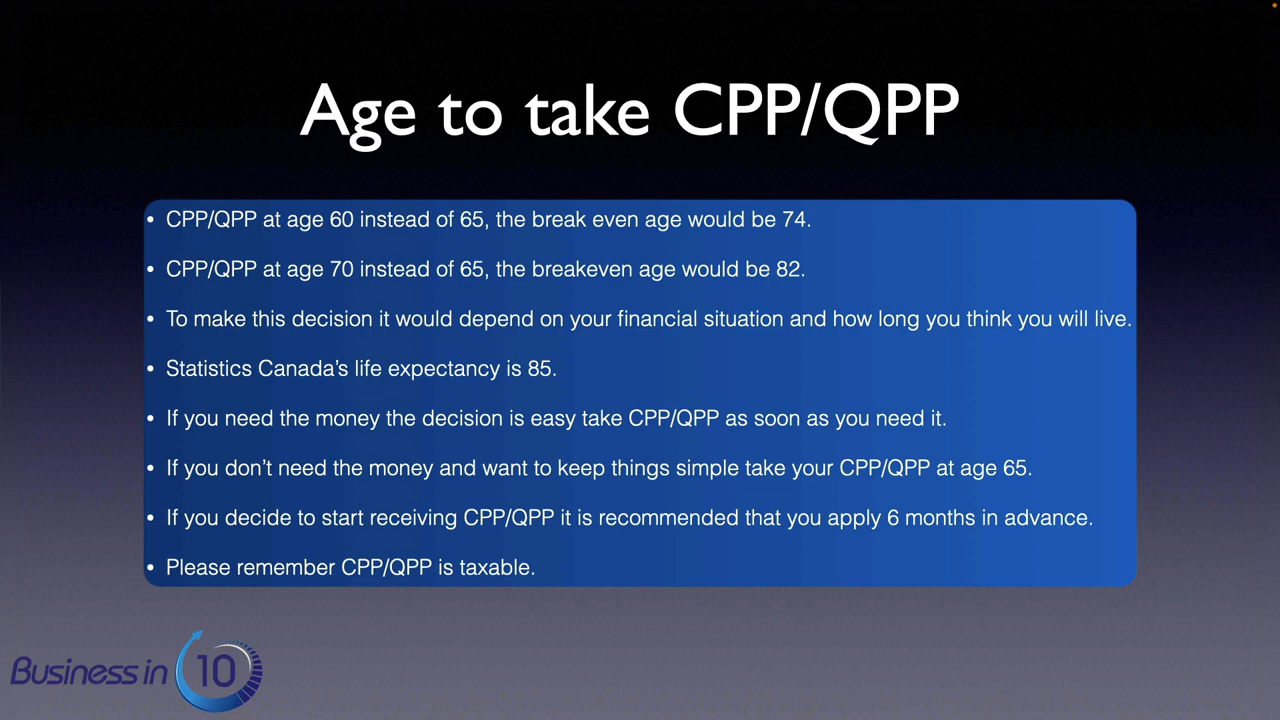 Age to take CPP/QPP
• CPP/QPP at age 60 instead of 65, the break even age would be 74.
• CPP/QPP at age 70 instead of 65, the breakeven age would be 82.
• To make this decision it would depend on your financial situation and how long you think you will live.
• Statistics Canada’s life expectancy is 85.
• If you need the money the decision is easy take CPP/QPP as soon as you need it.
• If you don’t need the money and want to keep things simple take your CPP/QPP at age 65.
• If you decide to start receiving CPP/QPP it is recommended that you apply 6 months in advance.
• Please remember CPP/QPP is taxable.
Business in 10